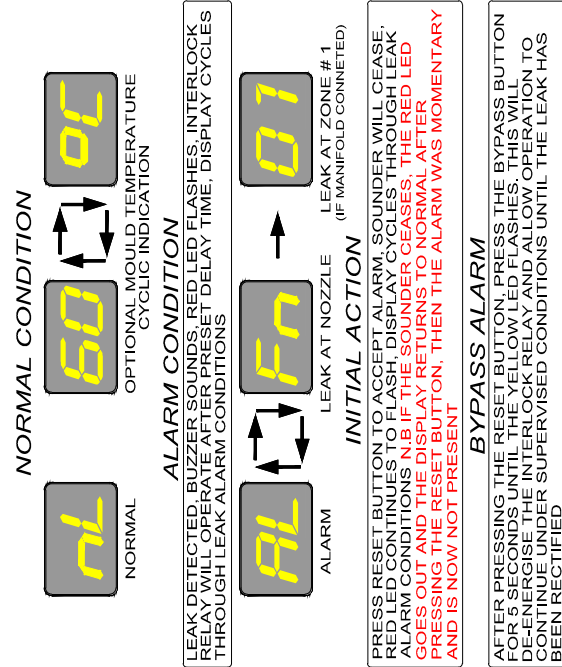 NORMAL CONDITION
nL
60
oC
NORMAL
OPTIONAL MOULD TEMPERATURE
CYCLIC INDICATION
ALARM CONDITION
LEAK DETECTED, BUZZER SOUNDS, RED LED FLASHES, INTERLOCK
RELAY WILL OPERATE AFTER PRESET DELAY TIME, DISPLAY CYCLES
THROUGH LEAK ALARM CONDITIONS
AL
Fn
01
ALARM
LEAK AT NOZZLE
LEAK AT ZONE # 1
(IF MANIFOLD CONNETED)
INITIAL ACTION
PRESS RESET BUTTON TO ACCEPT ALARM, SOUNDER WILL CEASE,
RED LED CONTINUES TO FLASH, DISPLAY CYCLES THROUGH LEAK
ALARM CONDITIONS N.B IF THE SOUNDER CEASES, THE RED LED
GOES OUT AND THE DISPLAY RETURNS TO NORMAL AFTER
PRESSING THE RESET BUTTON, THEN THE ALARM WAS MOMENTARY
AND IS NOW NOT PRESENT
BYPASS ALARM
AFTER PRESSING THE RESET BUTTON, PRESS THE BYPASS BUTTON
FOR 5 SECONDS UNTIL THE YELLOW LED FLASHES. THIS WILL
DE-ENERGISE THE INTERLOCK RELAY AND ALLOW OPERATION TO
CONTINUE UNDER SUPERVISED CONDITIONS UNTIL THE LEAK HAS
BEEN RECTIFIED